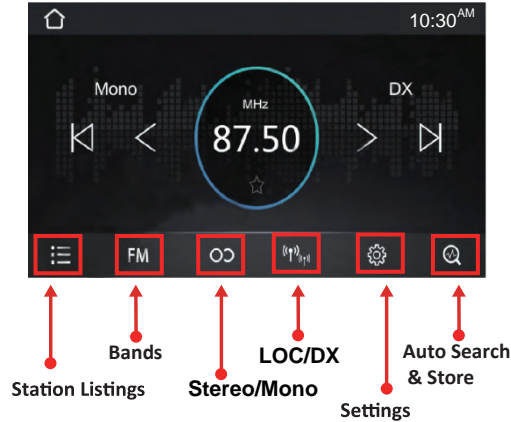 10:30AM
Mono
DX
MHz
87.50
FM
Bands
LOC/DX
Auto Search
& Store
Station Listings
Stereo/Mono
Settings